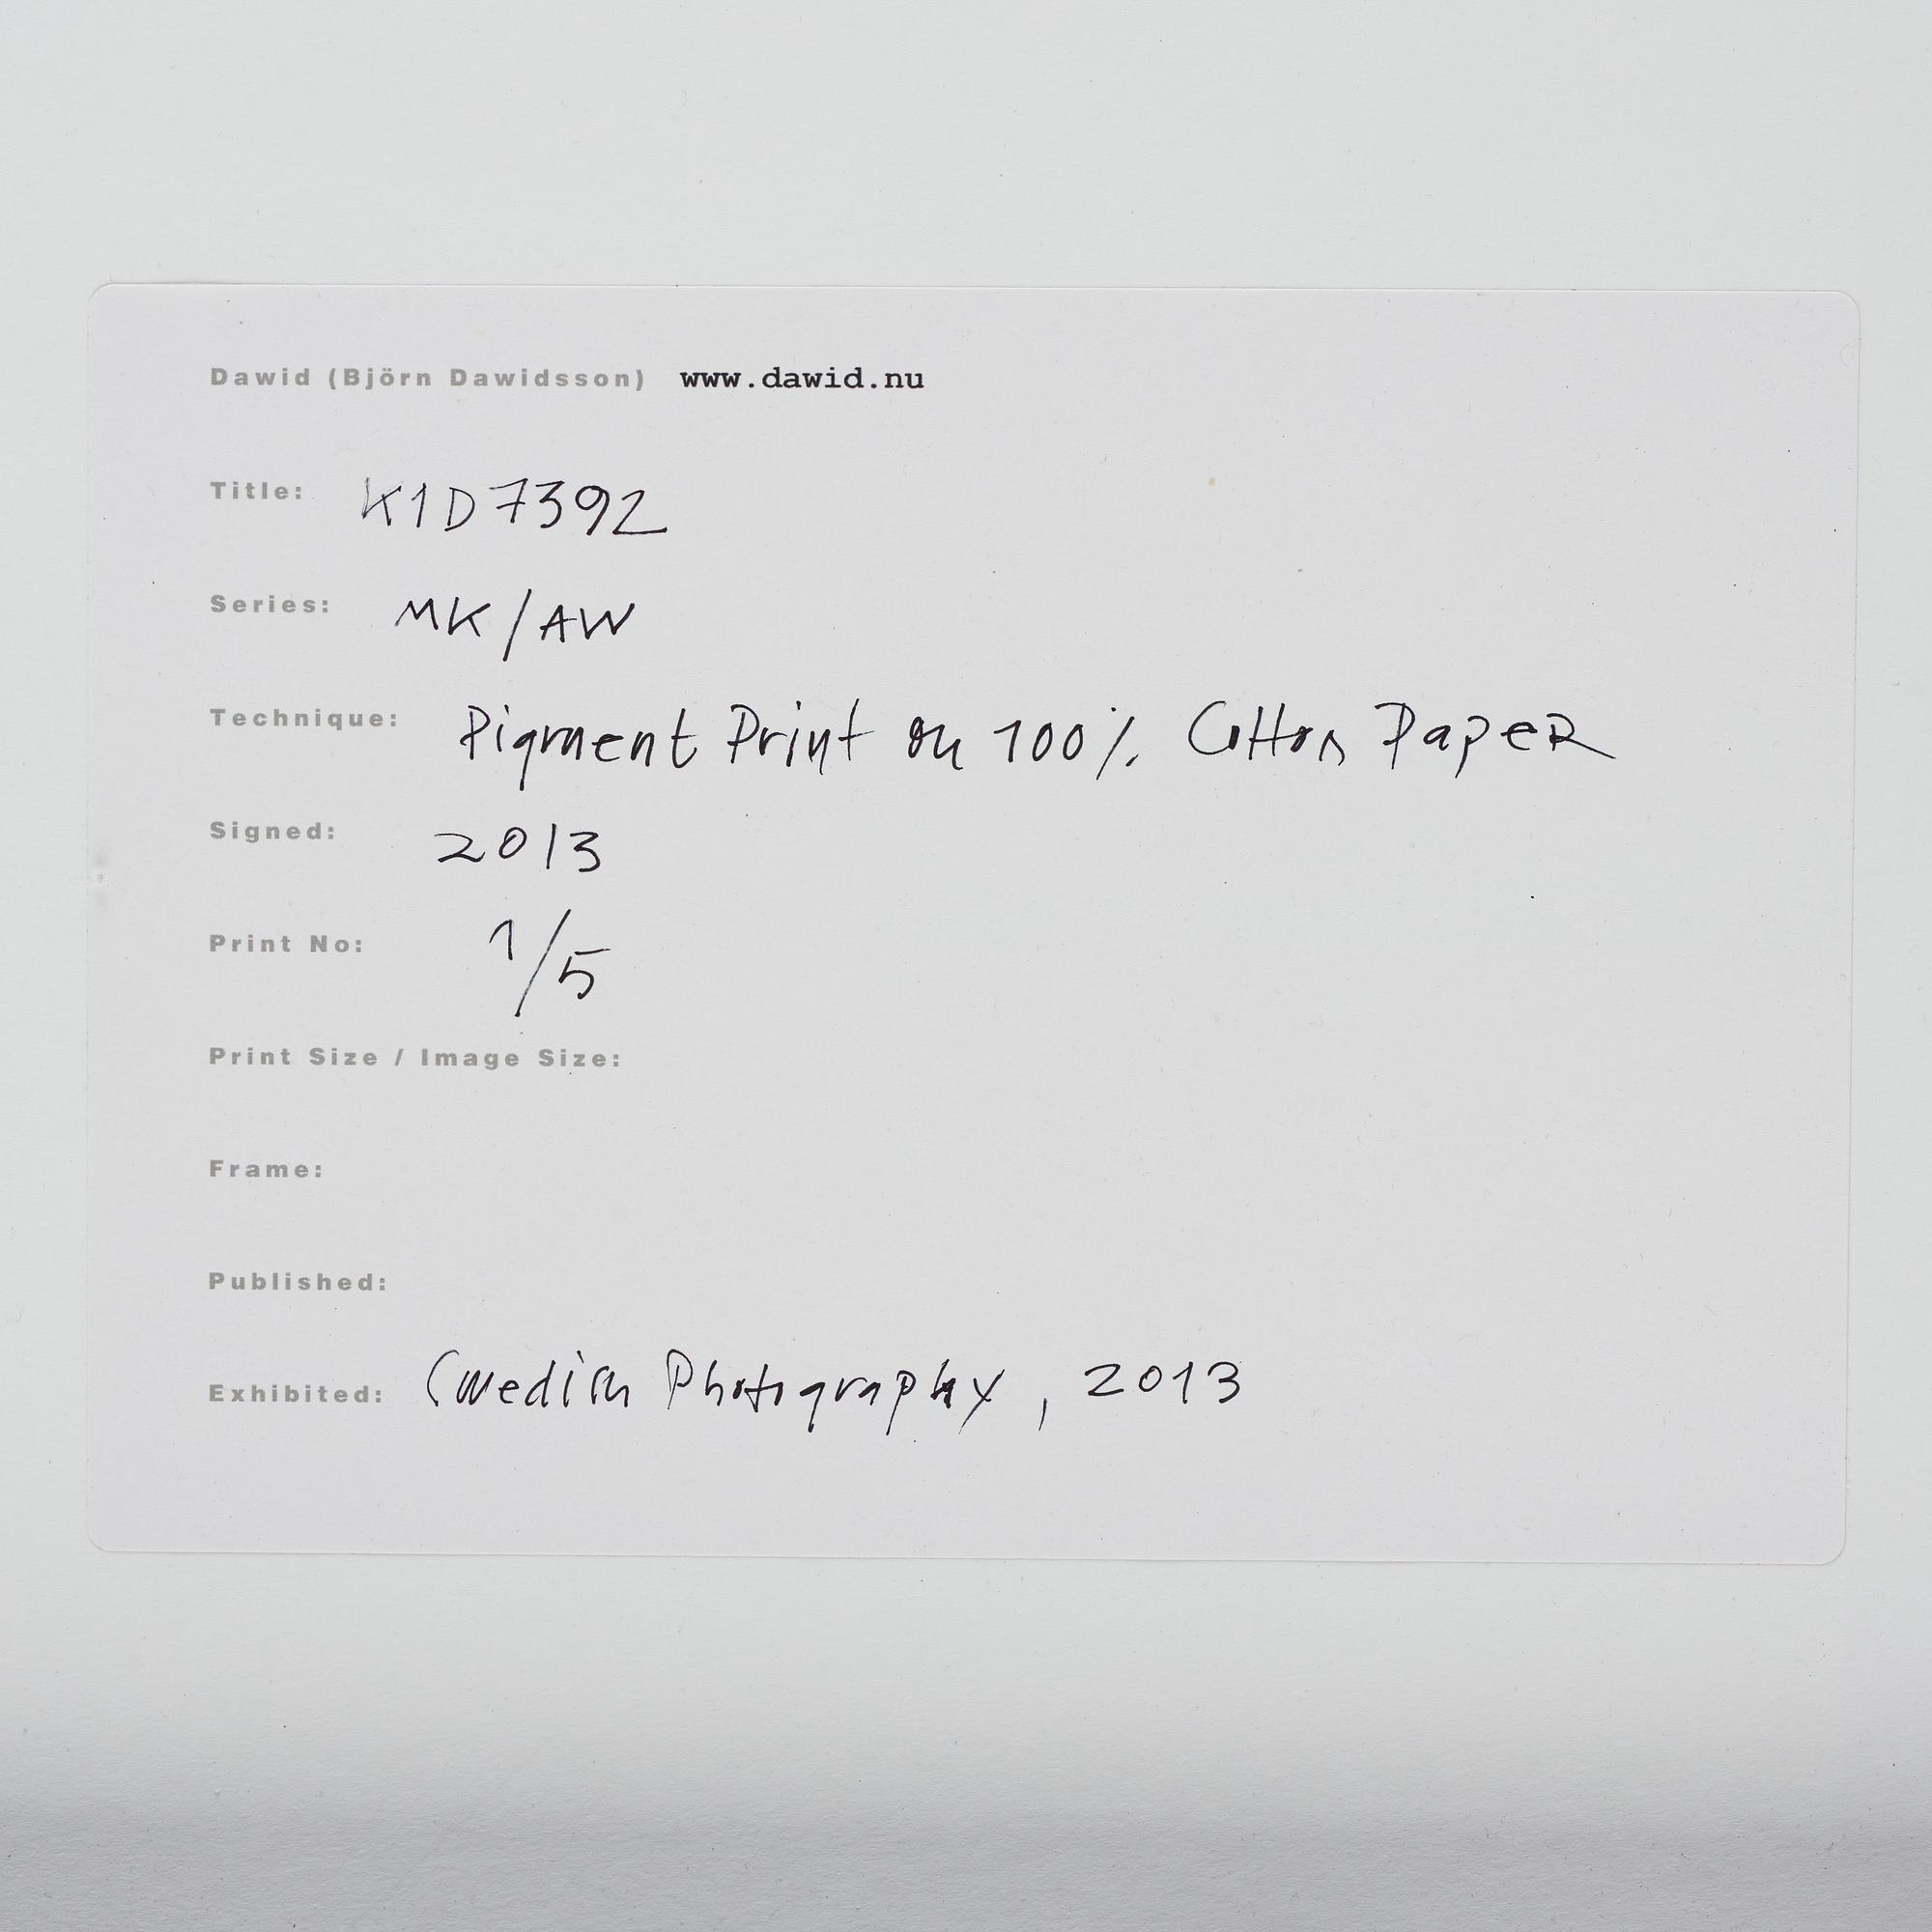 Dawid (Björn Dawidsson) www.dawid.nu
Title: K1D7392
Series: MK/AW
Technique: Pigment Print on 100% Cotton Paper
Signed: 2013
Print No: 1/5
Print Size / Image Size:
Frame:
Published:
Exhibited: Swedish Photography, 2013